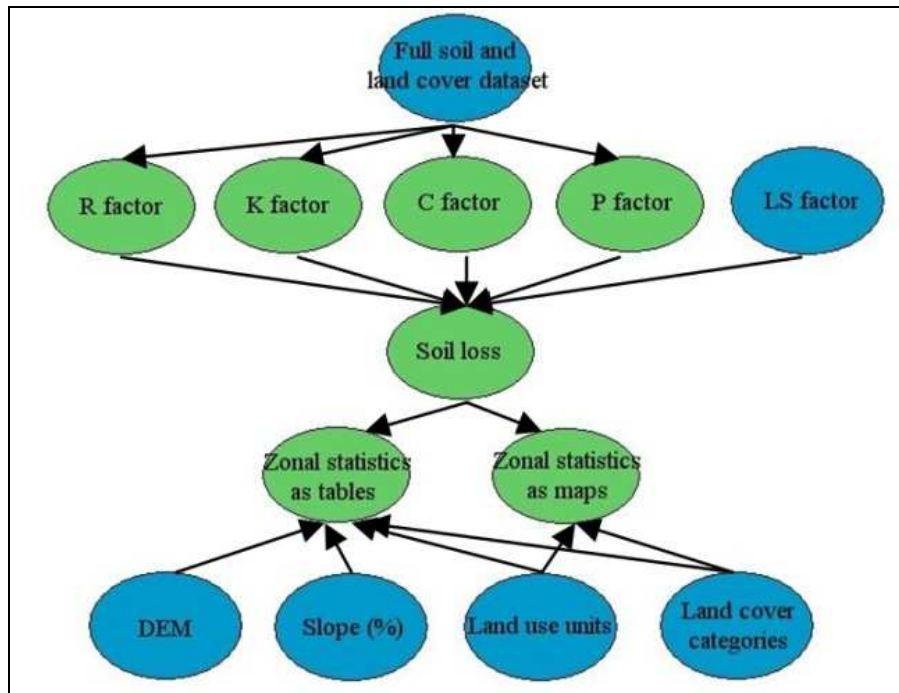 Full soil and
land cover dataset
R factor
K factor
C factor
P factor
LS factor
Soil loss
Zonal statistics
as tables
Zonal statistics
as maps
DEM
Slope (%)
Land use units
Land cover
categories